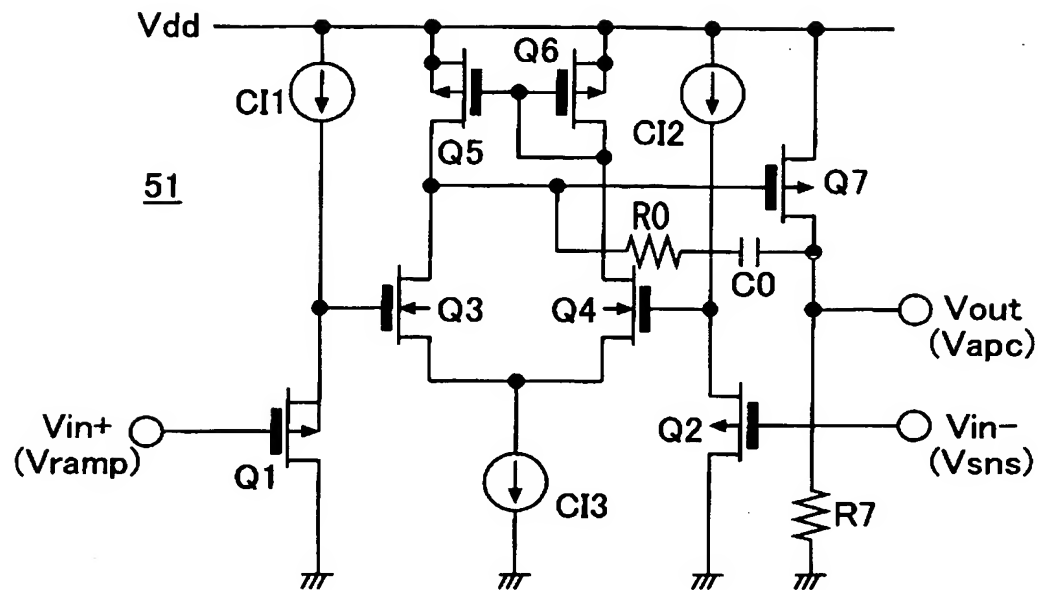 Vdd
Q6
CI1
CI2
Q5
51
Q7
R0
C0
Q3
Q4
Vout
(Vapc)
Vin+
(Vramp)
Q1
Q2
Vin-
(Vsns)
CI3
R7